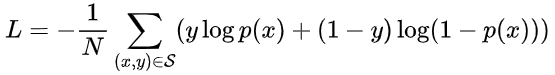 L = -\frac{1}{N} \sum_{(x,y) \in \mathcal{S}} (y \log p(x) + (1 - y) \log(1 - p(x)))